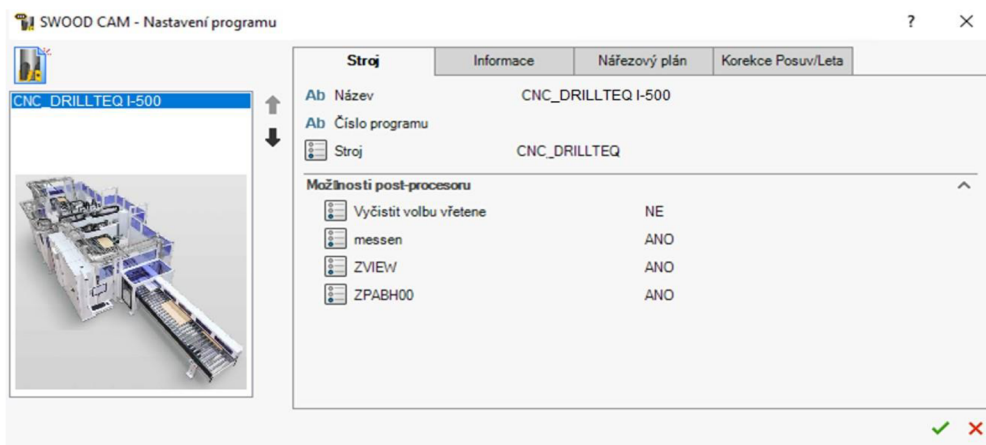 SWOOD CAM - Nastavení programu
?
Stroj
Informace
Nářezový plán
Korekce Posuv/Leta
CNC_DRILLTEQ I-500
Ab Název CNC_DRILLTEQ I-500
Ab Číslo programu
Stroj CNC_DRILLTEQ
Možnosti post-procesoru
Vyčistit volbu vřetene NE
messen ANO
ZVIEW ANO
ZPABH00 ANO